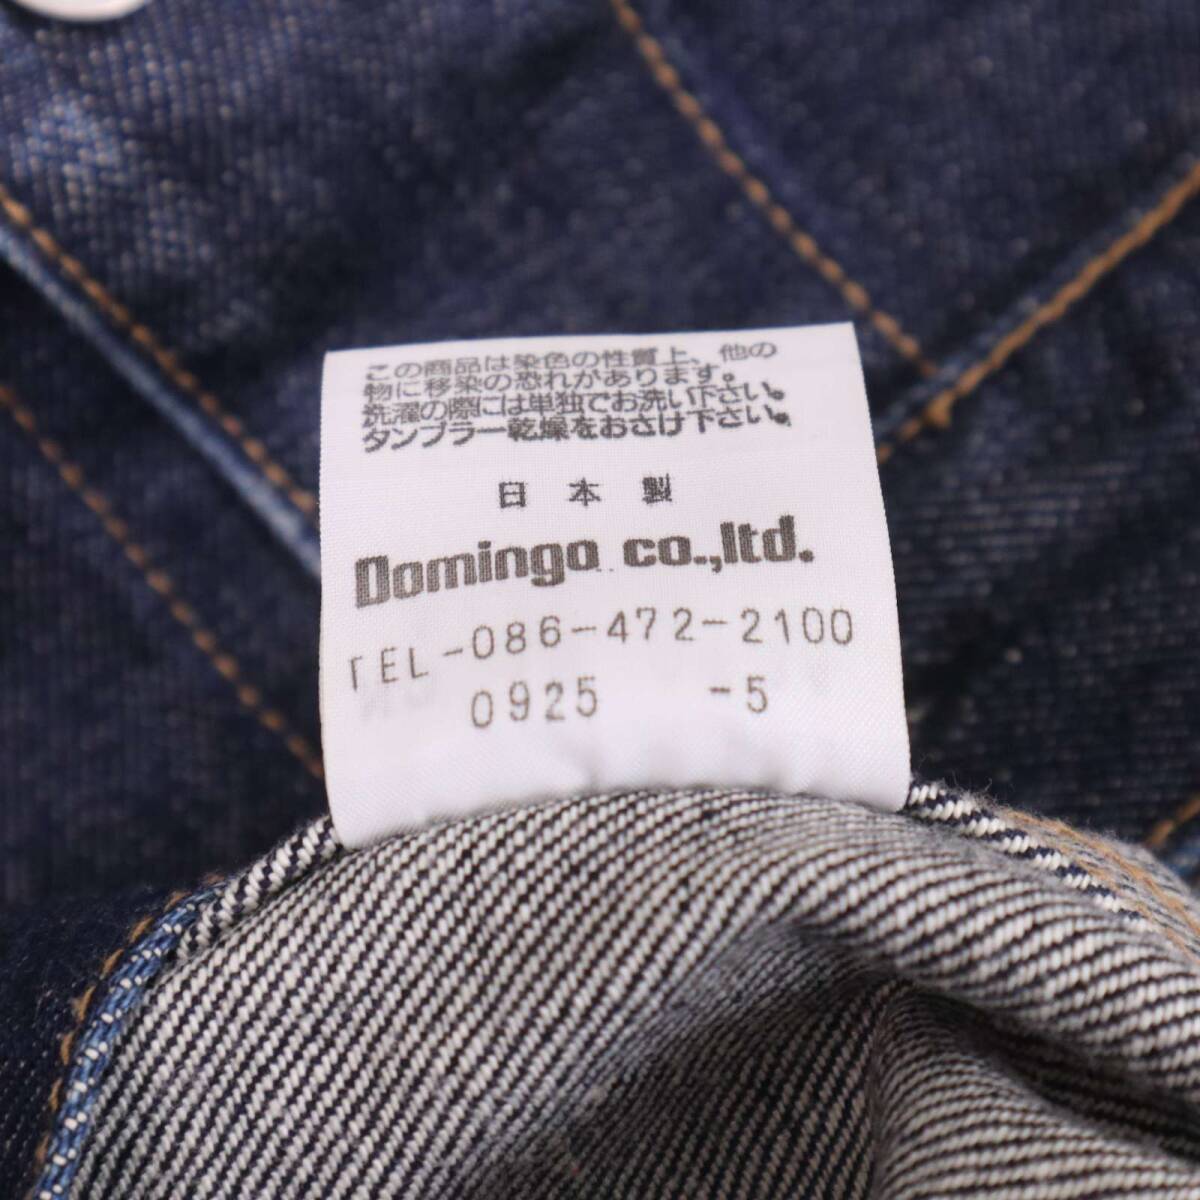 この商品は染色の性質上、他の
物に移染の恐れがあります。
洗濯の際には単独でお洗い下さい。
タンブラー乾燥をおさけ下さい。
日本製
Domingo co.,ltd.
TEL-086-472-2100
0925 -5